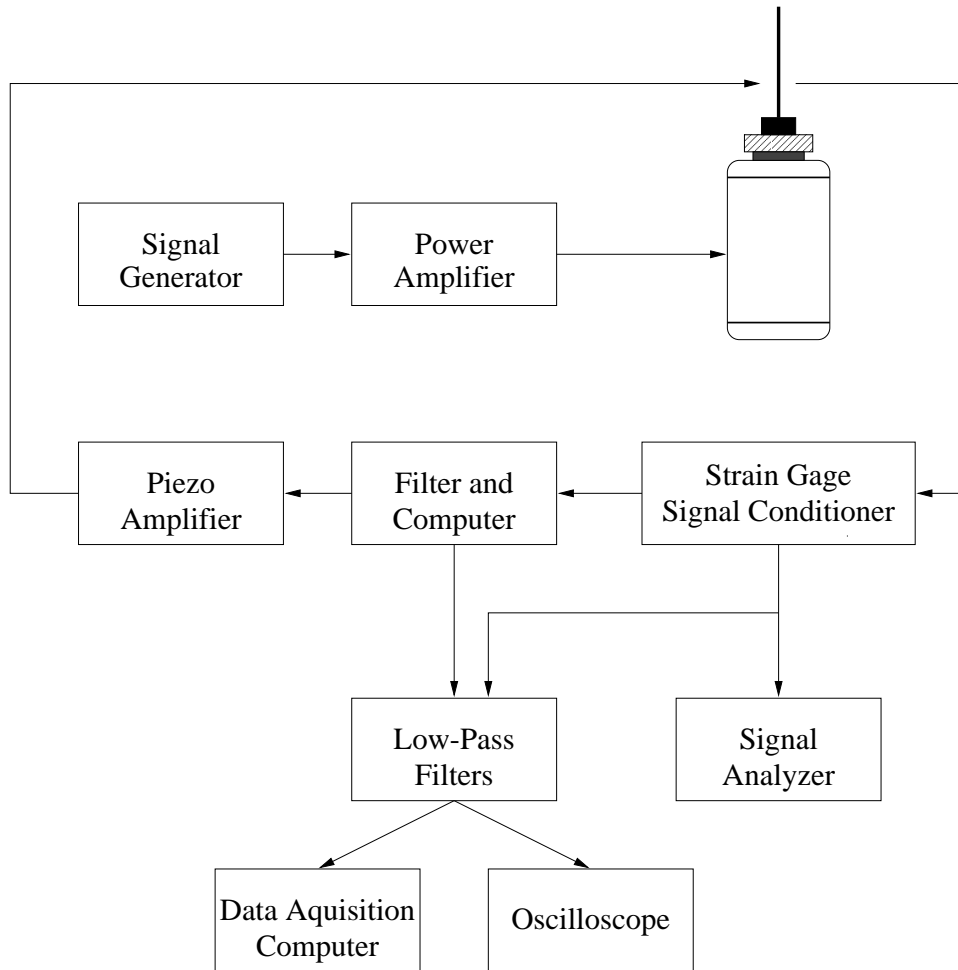 Signal
Generator
Power
Amplifier
Piezo
Amplifier
Filter and
Computer
Strain Gage
Signal Conditioner
Low-Pass
Filters
Signal
Analyzer
Data Aquisition
Computer
Oscilloscope